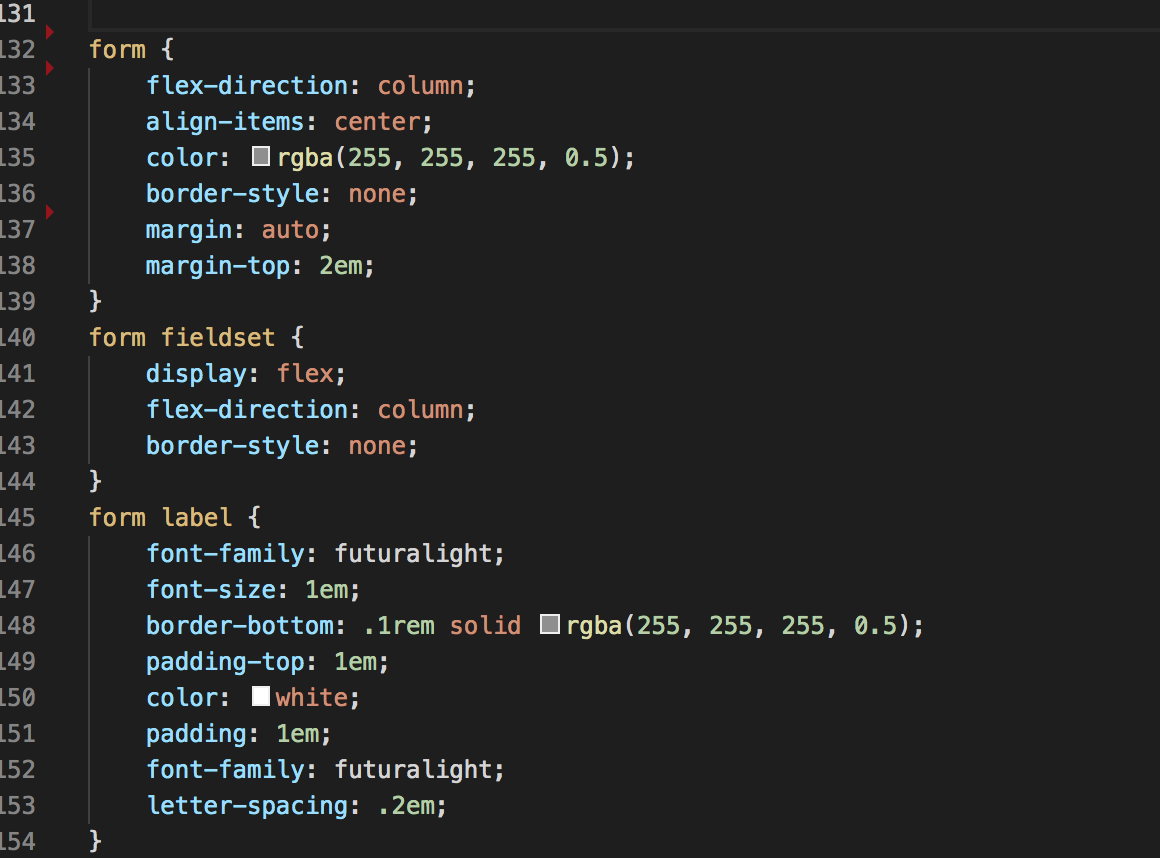 131
132 form {
133 flex-direction: column;
134 align-items: center;
135 color: rgba(255, 255, 255, 0.5);
136 border-style: none;
137 margin: auto;
138 margin-top: 2em;
139 }
140 form fieldset {
141 display: flex;
142 flex-direction: column;
143 border-style: none;
144 }
145 form label {
146 font-family: futuralight;
147 font-size: 1em;
148 border-bottom: .1rem solid rgba(255, 255, 255, 0.5);
149 padding-top: 1em;
150 color: white;
151 padding: 1em;
152 font-family: futuralight;
153 letter-spacing: .2em;
154 }